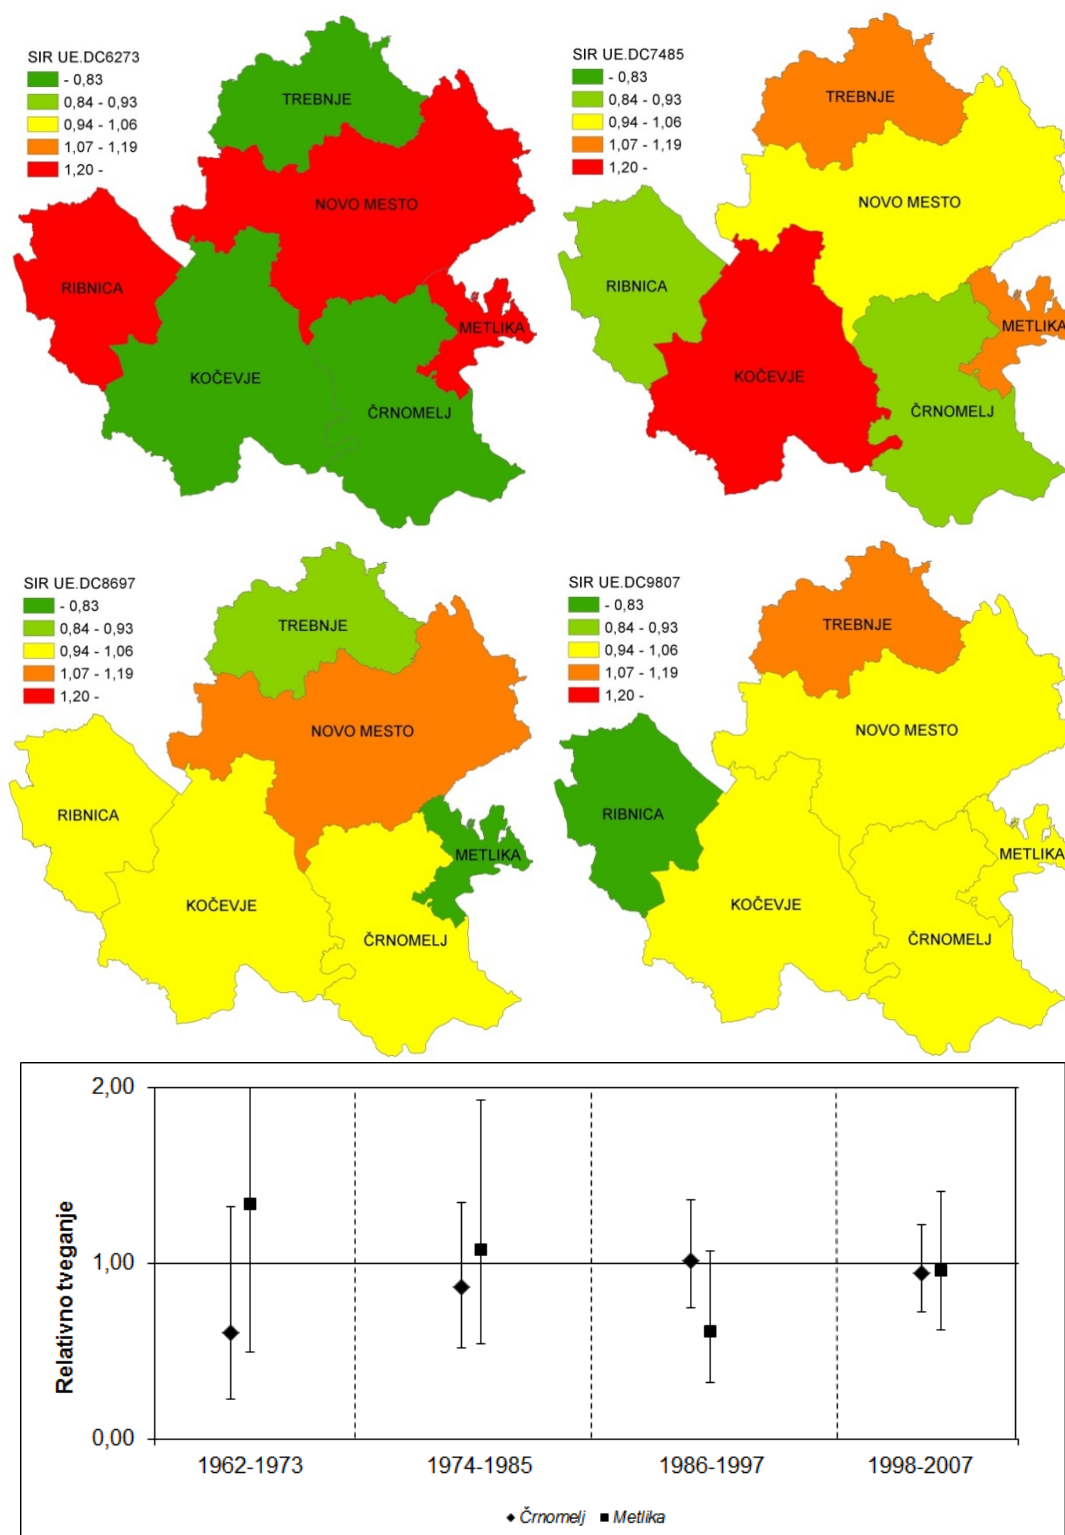 SIR UE.DC6273
- 0,83
0,84 - 0,93
0,94 - 1,06
1,07 - 1,19
1,20 -
TREBNJE
NOVO MESTO
RIBNICA
METLIKA
KOČEVJE
ČRNOMELJ
SIR UE.DC7485
- 0,83
0,84 - 0,93
0,94 - 1,06
1,07 - 1,19
1,20 -
TREBNJE
NOVO MESTO
RIBNICA
METLIKA
KOČEVJE
ČRNOMELJ
SIR UE.DC8697
- 0,83
0,84 - 0,93
0,94 - 1,06
1,07 - 1,19
1,20 -
TREBNJE
NOVO MESTO
RIBNICA
METLIKA
KOČEVJE
ČRNOMELJ
SIR UE.DC9807
- 0,83
0,84 - 0,93
0,94 - 1,06
1,07 - 1,19
1,20 -
TREBNJE
NOVO MESTO
RIBNICA
METLIKA
KOČEVJE
ČRNOMELJ
Relativno tveganje
2,00
1,00
0,00
1962-1973 1974-1985 1986-1997 1998-2007
Črnomelj Metlika